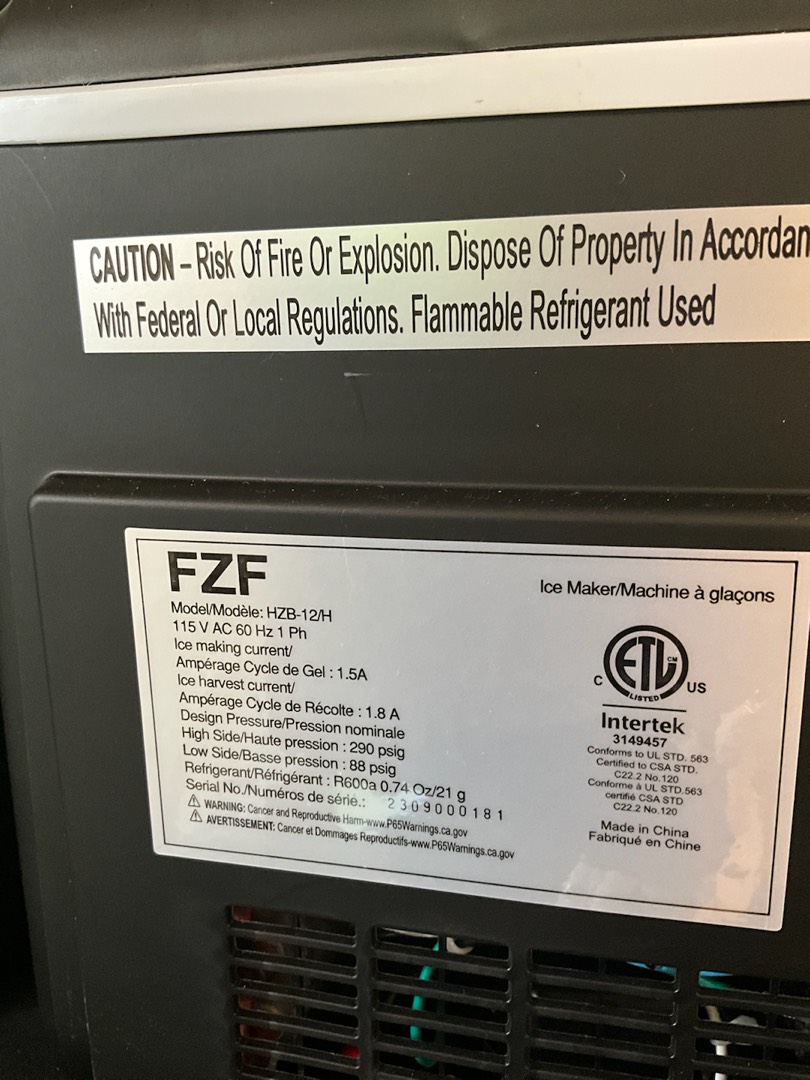 CAUTION – Risk Of Fire Or Explosion. Dispose Of Property In Accordan
With Federal Or Local Regulations. Flammable Refrigerant Used
FZF
Model/Modèle: HZB-12/H
115 V AC 60 Hz 1 Ph
Ice making current/
Ampérage Cycle de Gel : 1.5A
Ice harvest current/
Ampérage Cycle de Récolte : 1.8 A
Design Pressure/Pression nominale
High Side/Haute pression : 290 psig
Low Side/Basse pression : 88 psig
Refrigerant/Réfrigérant : R600a 0.74 Oz/21 g
Serial No./Numéros de série.: 2309000181
⚠ WARNING: Cancer and Reproductive Harm-www.P65Warnings.ca.gov
⚠ AVERTISSEMENT: Cancer et Dommages Reproductifs-www.P65Warnings.ca.gov
Ice Maker/Machine à glaçons
ETL CM
C US
LISTED
Intertek
3149457
Conforms to UL STD. 563
Certified to CSA STD.
C22.2 No.120
Conforme à UL STD.563
certifié CSA STD
C22.2 No.120
Made in China
Fabriqué en Chine